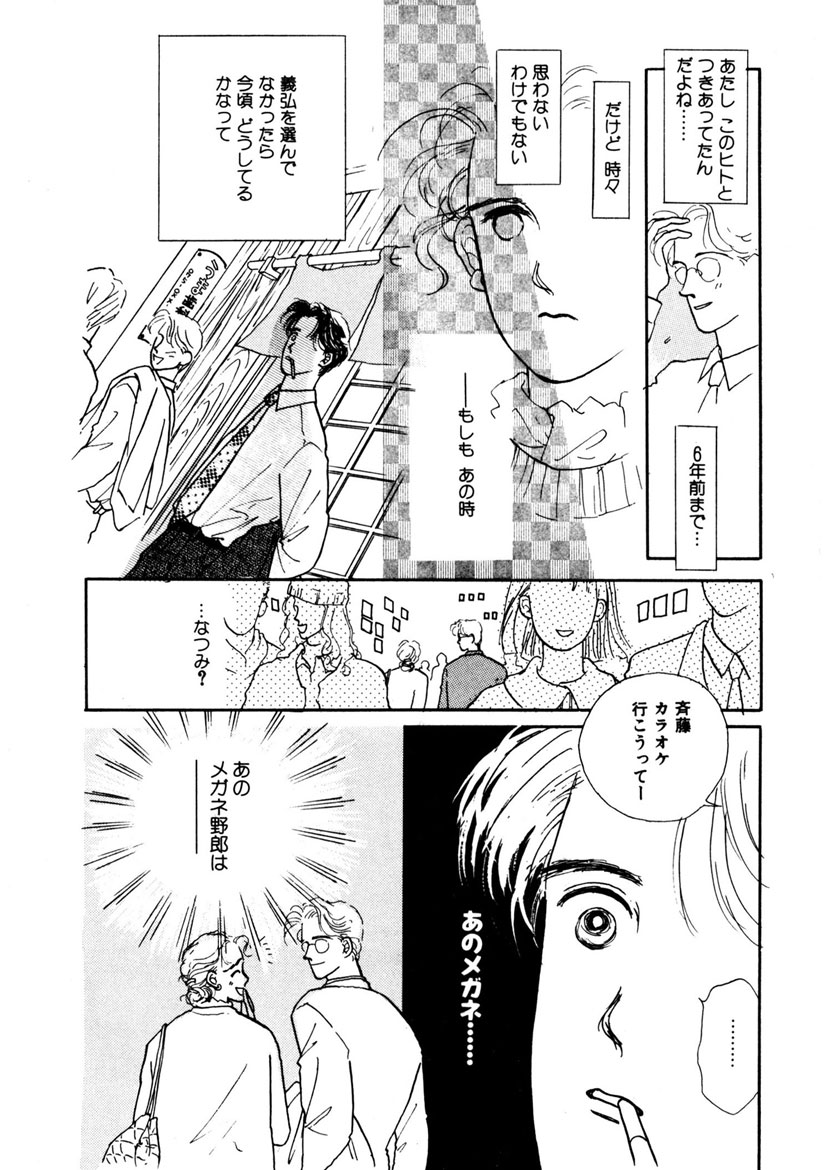 あたし このヒトと
つきあってたん
だよね……
6年前まで…
だけど 時々
思わない
わけでもない
――もしも あの時
義弘を選んで
なかったら
今頃 どうしてる
かなって
…なつみ?
斉藤
カラオケ
行こうってー
………
あのメガネ……
あの
メガネ野郎は
――